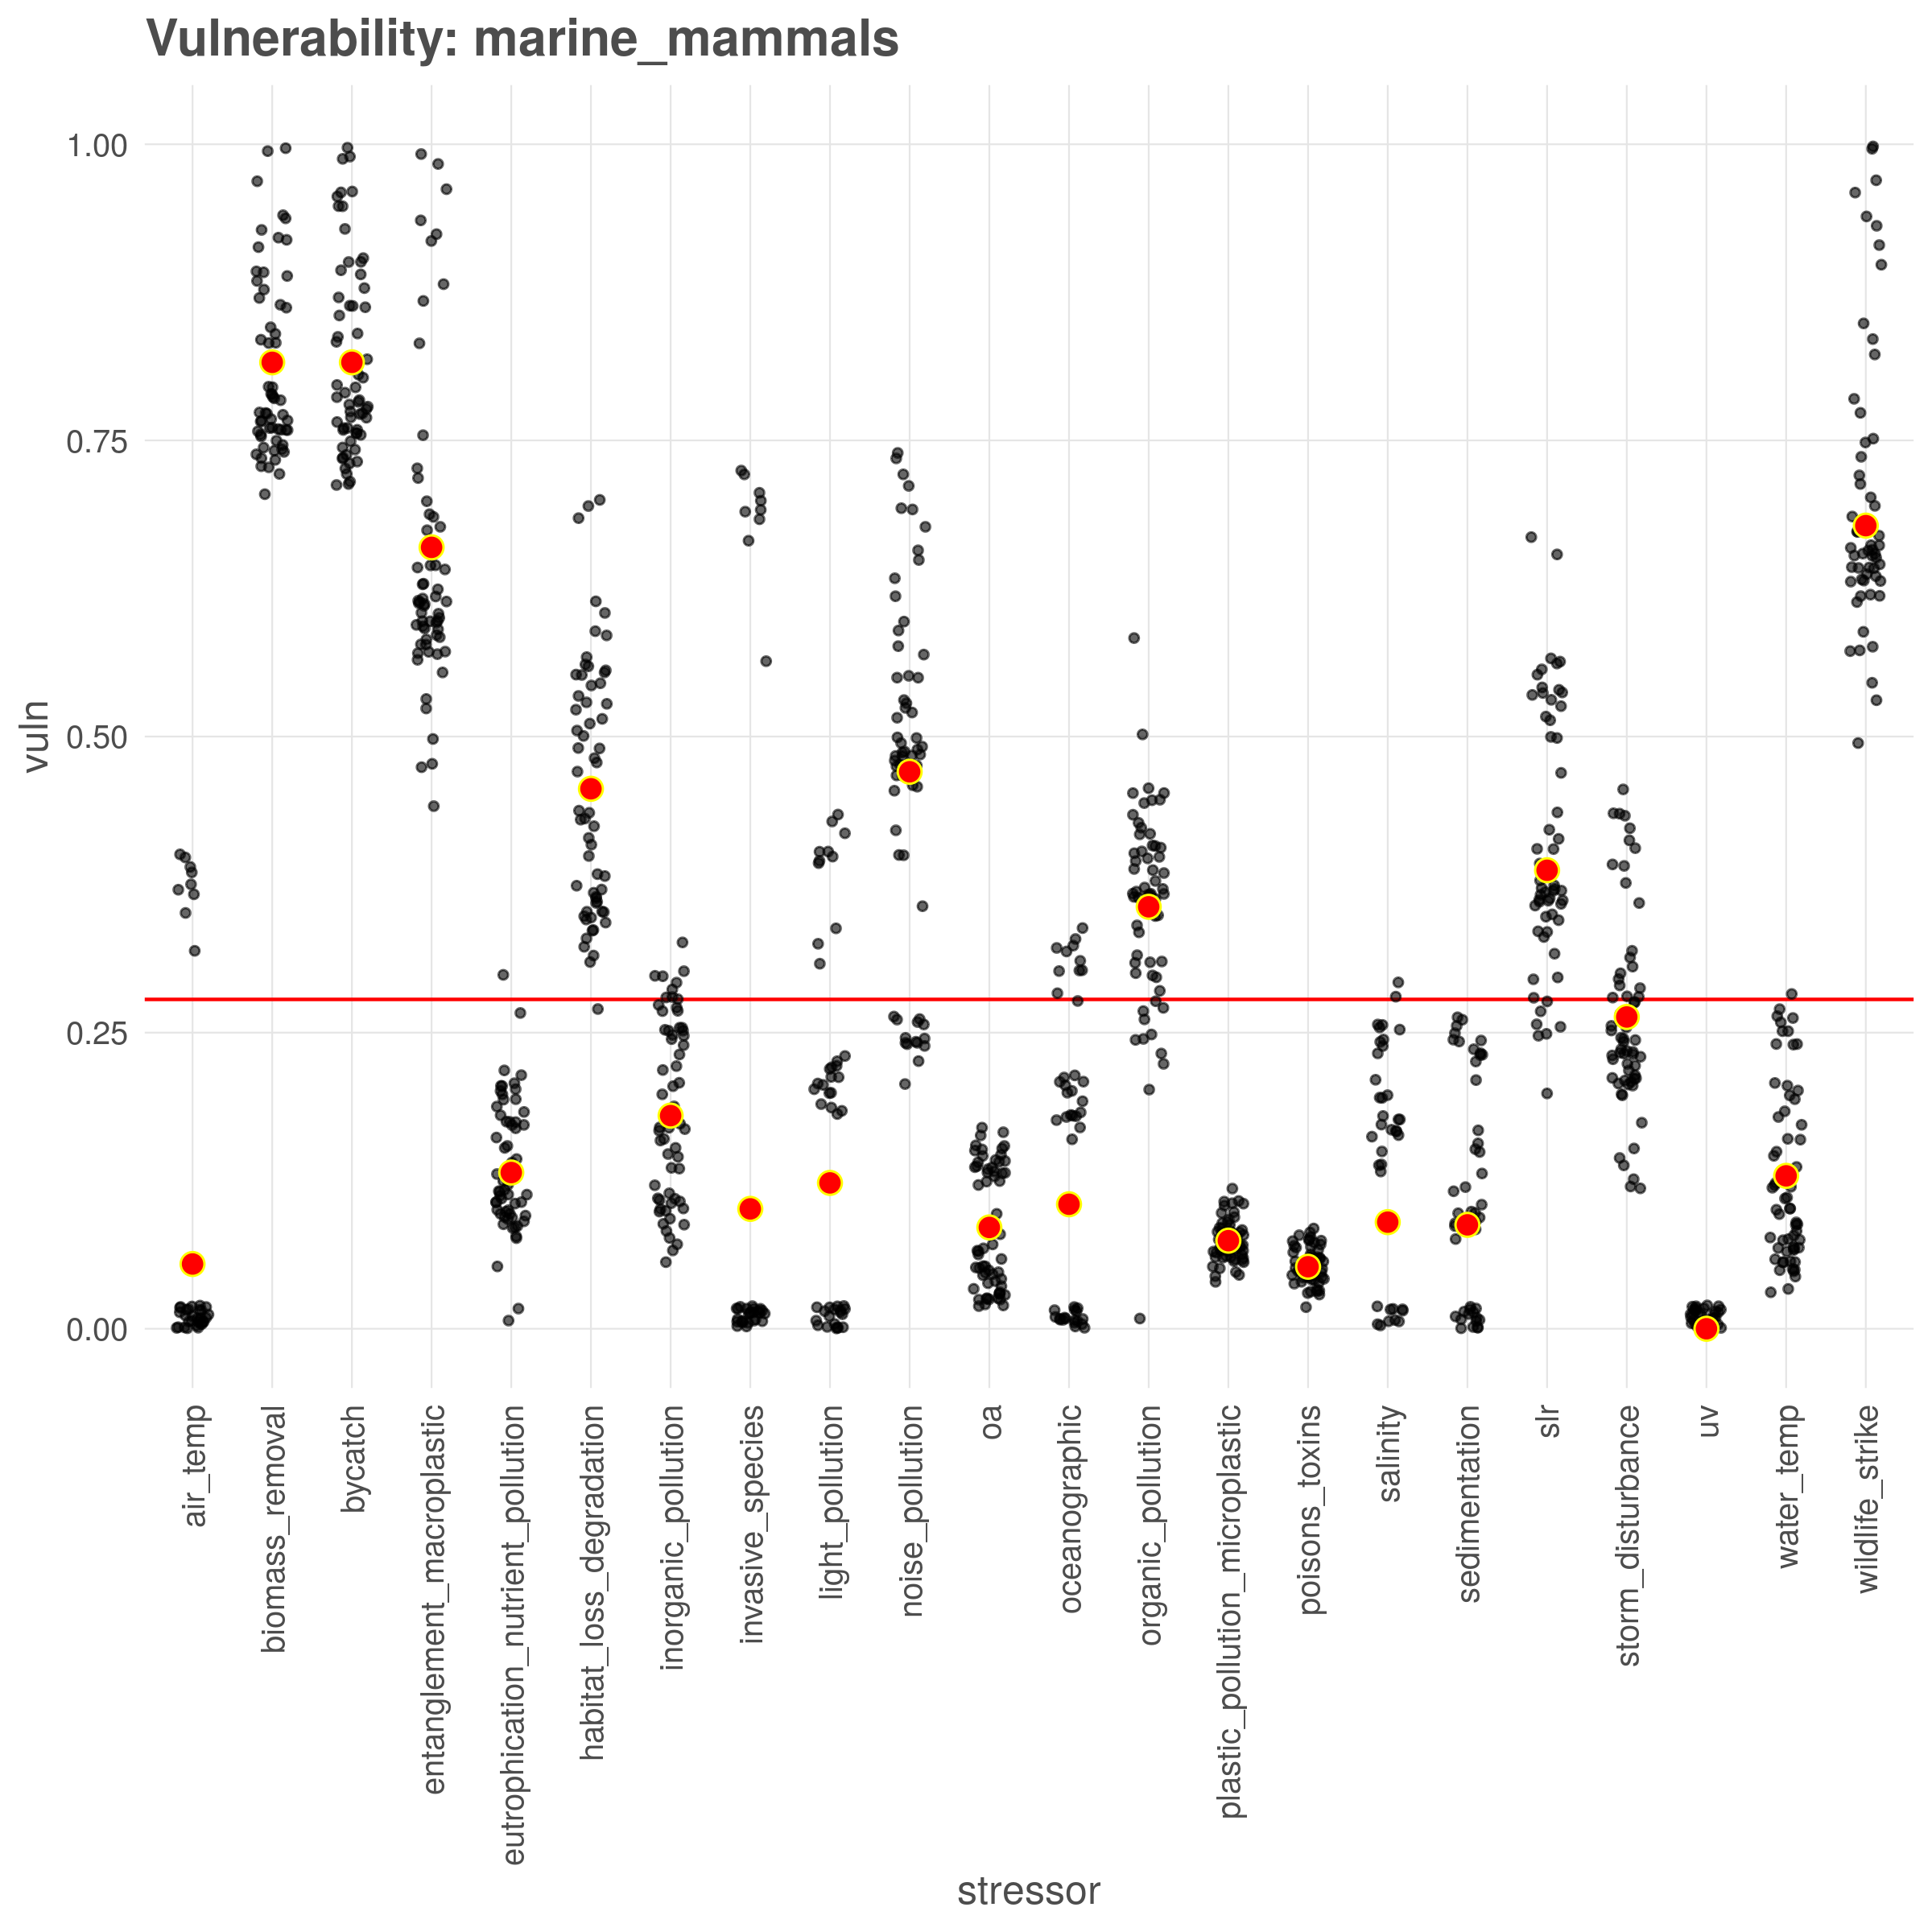 Vulnerability: marine_mammals
1.00
0.75
0.50
0.25
0.00
vuln
air_temp
biomass_removal
bycatch
entanglement_macroplastic
eutrophication_nutrient_pollution
habitat_loss_degradation
inorganic_pollution
invasive_species
light_pollution
noise_pollution
oa
oceanographic
organic_pollution
plastic_pollution_microplastic
poisons_toxins
salinity
sedimentation
slr
storm_disturbance
uv
water_temp
wildlife_strike
stressor